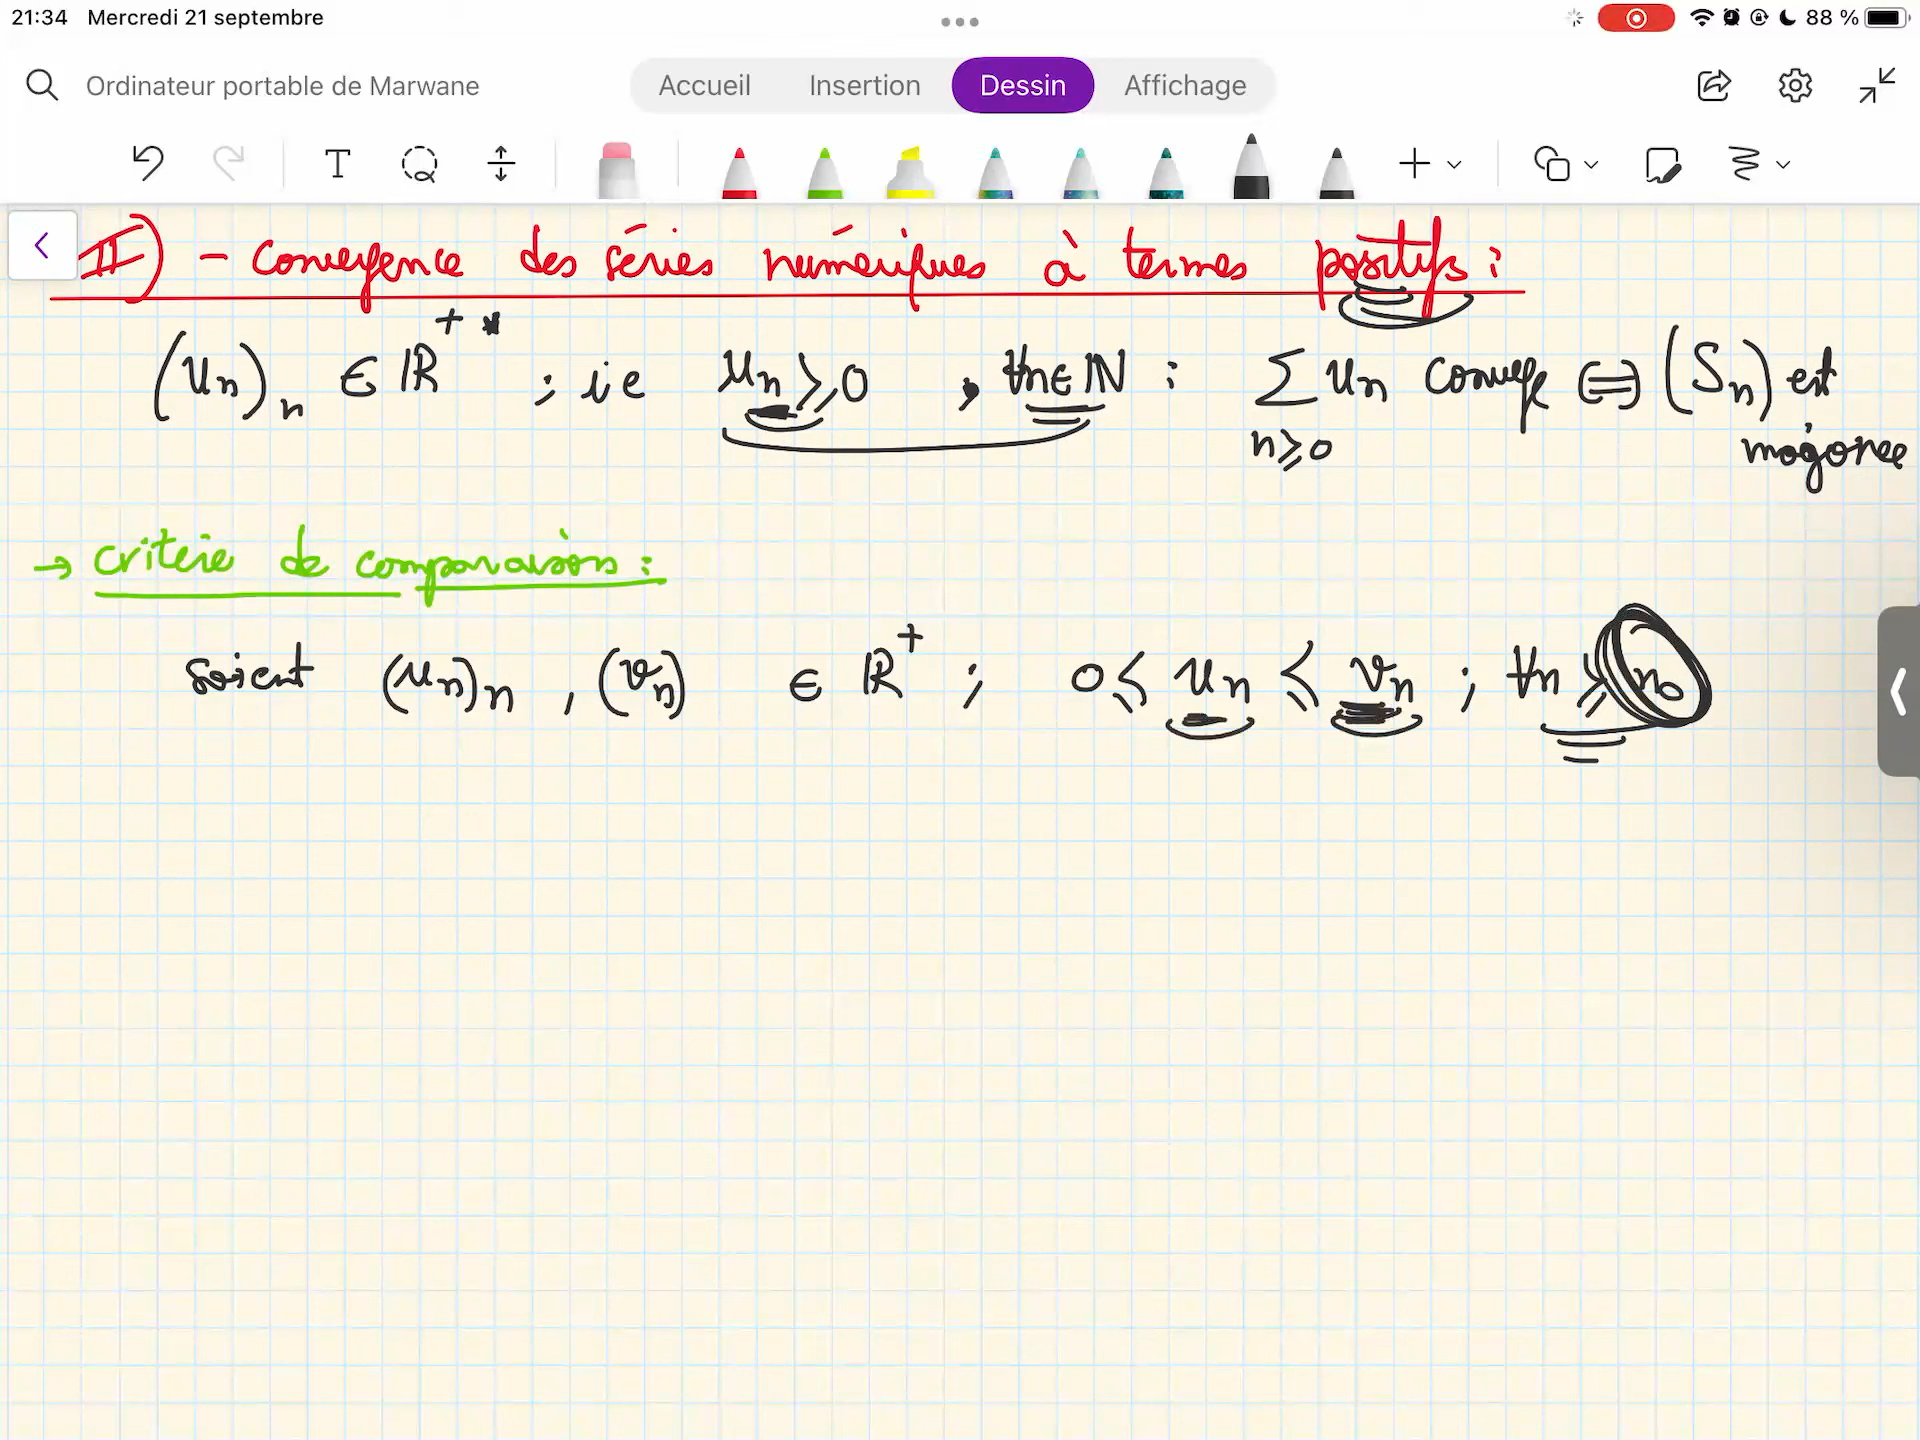 21:34 Mercredi 21 septembre 88 %
Ordinateur portable de Marwane Accueil Insertion Dessin Affichage
T
II) - convergence des séries numériques à termes positifs :
(Un)n ∈ ℝ+* ; ie Un ≥ 0 , ∀n∈ℕ : ∑ Un converge ⟺ (Sn) est
n≥0 majorée
→ critère de comparaison :
soient (un)n , (vn) ∈ ℝ+ ; 0 ≤ un ≤ vn ; ∀n ≥ n0